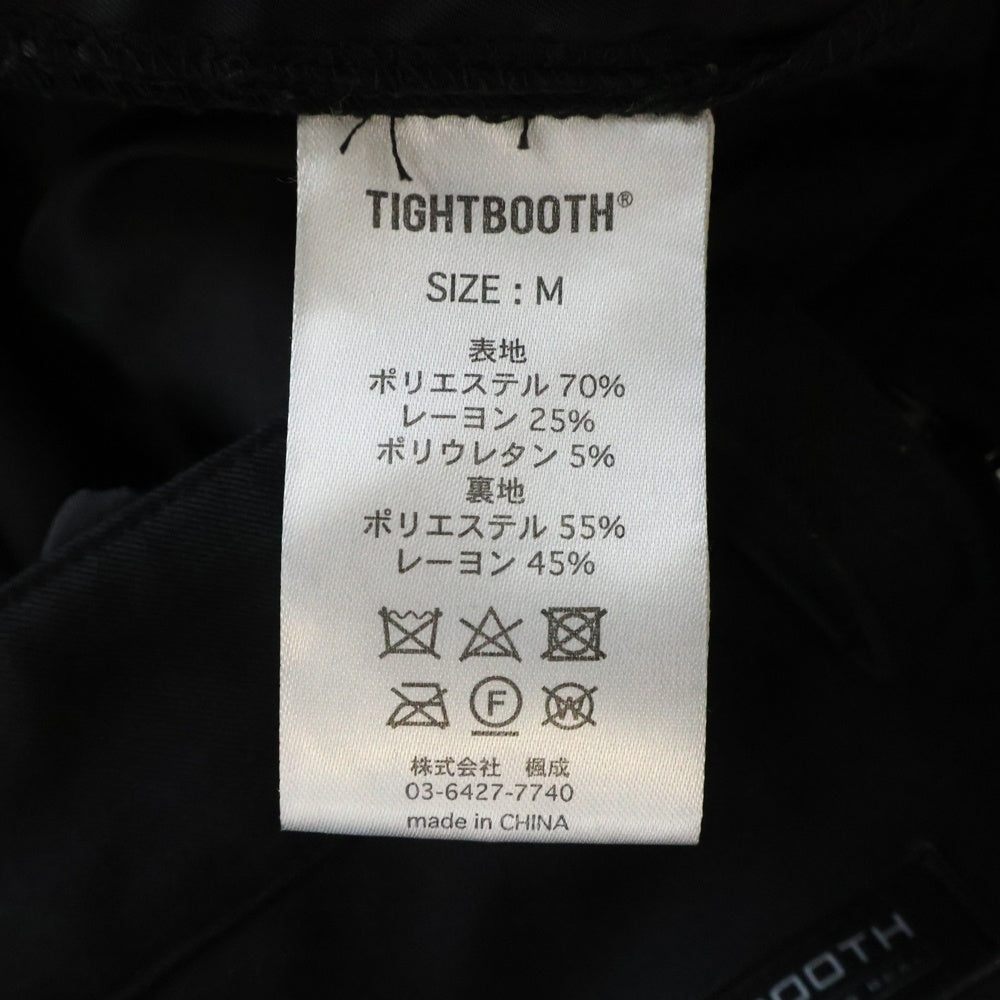 TIGHTBOOTH®
SIZE : M
表地
ポリエステル 70%
レーヨン 25%
ポリウレタン 5%
裏地
ポリエステル 55%
レーヨン 45%
F
W
株式会社 楓成
03-6427-7740
made in CHINA
OOTH